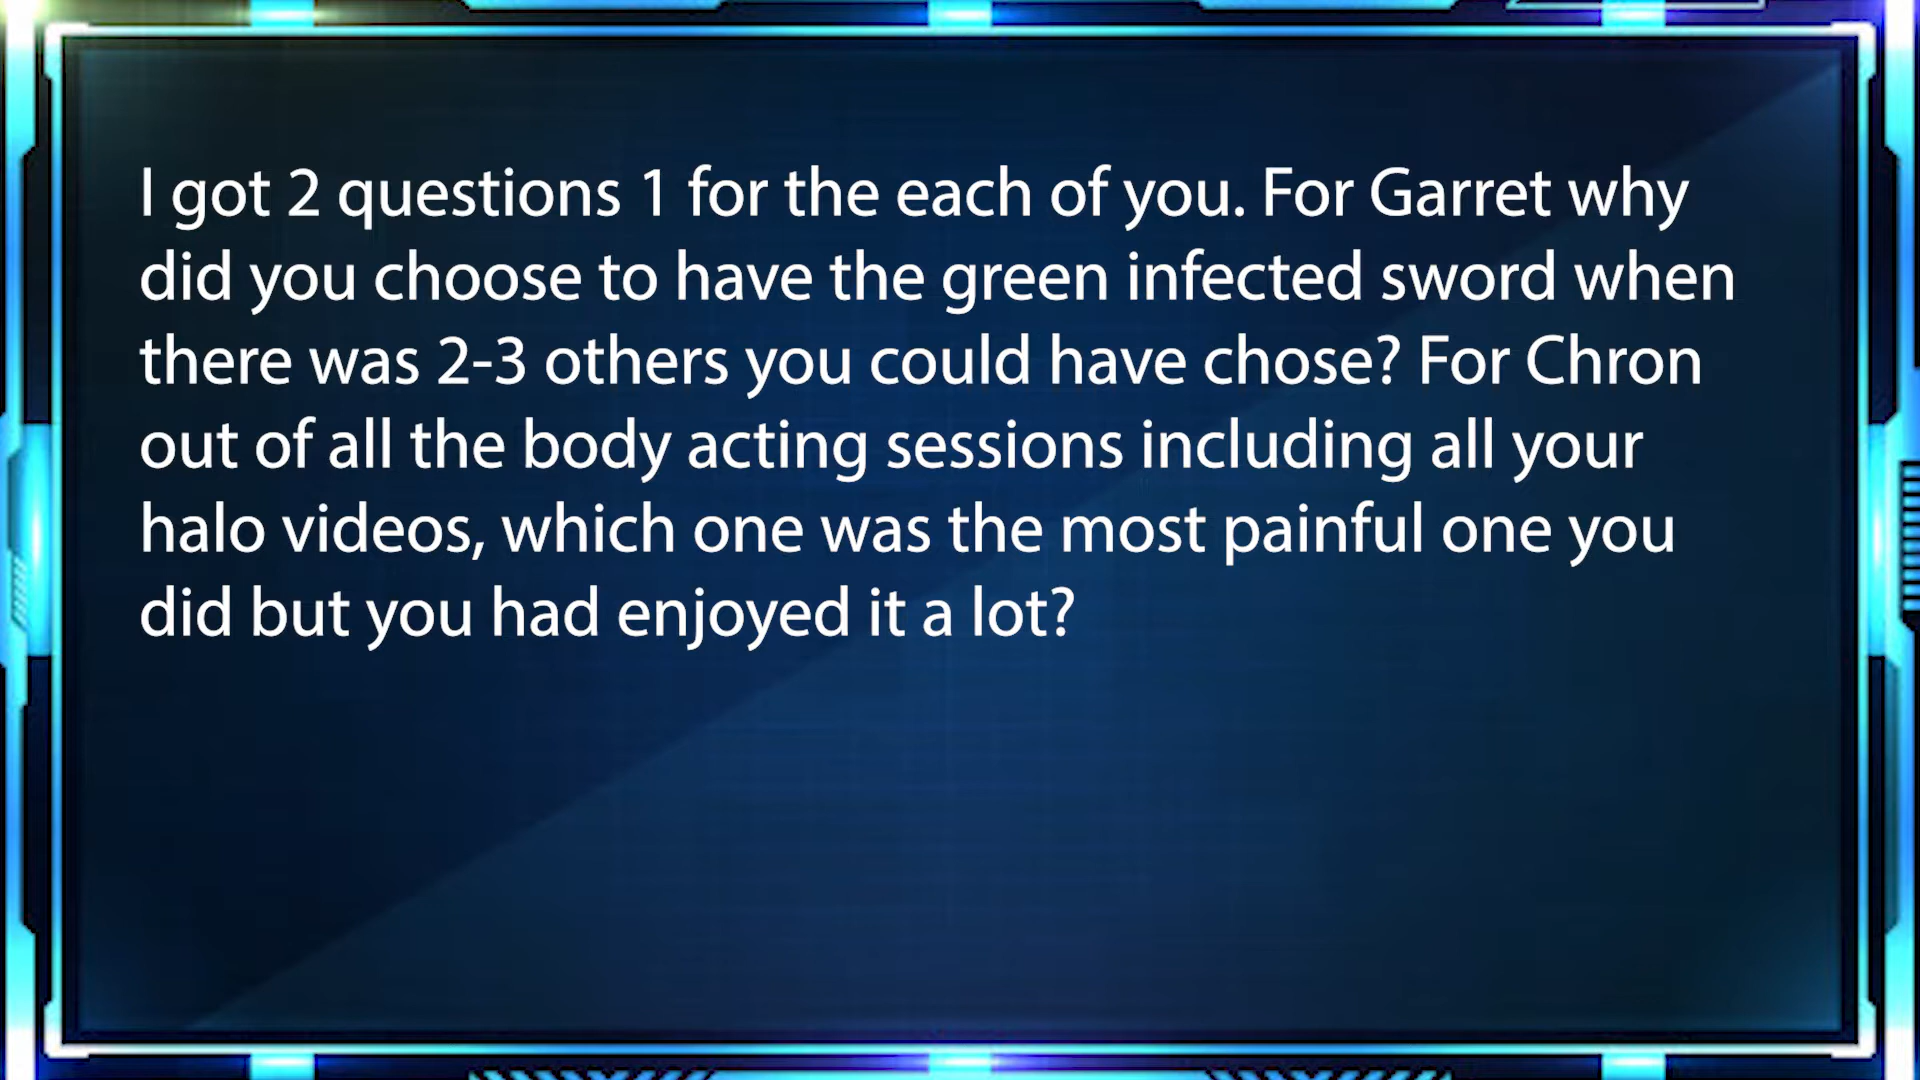 I got 2 questions 1 for the each of you. For Garret why
did you choose to have the green infected sword when
there was 2-3 others you could have chose? For Chron
out of all the body acting sessions including all your
halo videos, which one was the most painful one you
did but you had enjoyed it a lot?